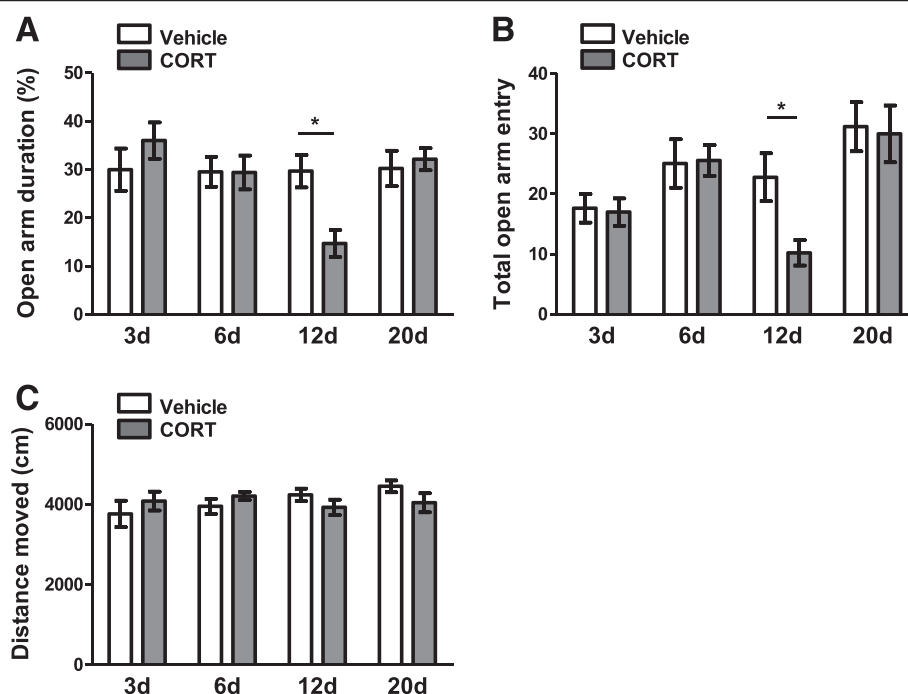 A
Vehicle
CORT
Open arm duration (%)
50
40
30
20
10
0
*
3d 6d 12d 20d
B
Vehicle
CORT
Total open arm entry
40
30
20
10
0
*
3d 6d 12d 20d
C
Vehicle
CORT
Distance moved (cm)
6000
4000
2000
0
3d 6d 12d 20d